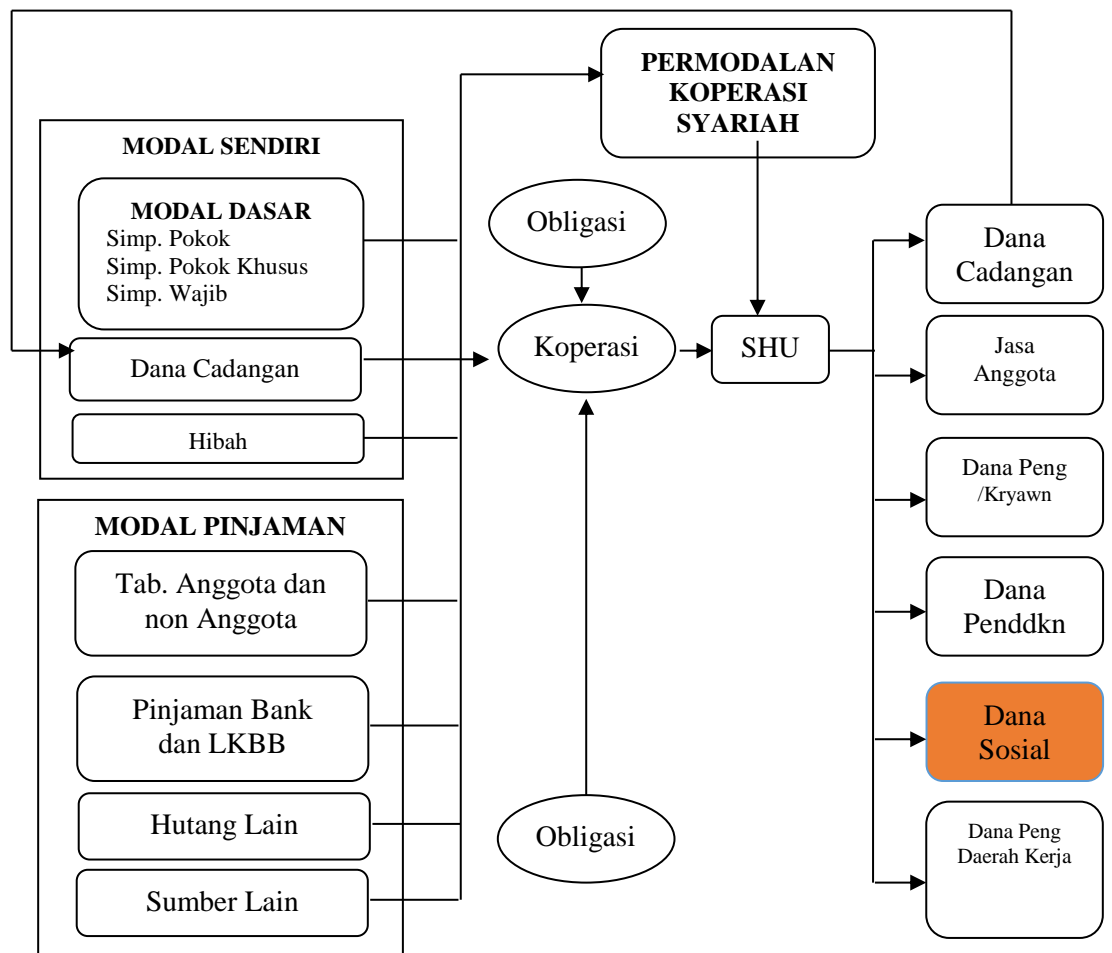 PERMODALAN
KOPERASI
SYARIAH
MODAL SENDIRI
MODAL DASAR
Simp. Pokok
Simp. Pokok Khusus
Simp. Wajib
Dana Cadangan
Hibah
MODAL PINJAMAN
Tab. Anggota dan
non Anggota
Pinjaman Bank
dan LKBB
Hutang Lain
Sumber Lain
Obligasi
Koperasi
Obligasi
SHU
Dana
Cadangan
Jasa
Anggota
Dana Peng
/Kryawn
Dana
Penddkn
Dana
Sosial
Dana Peng
Daerah Kerja